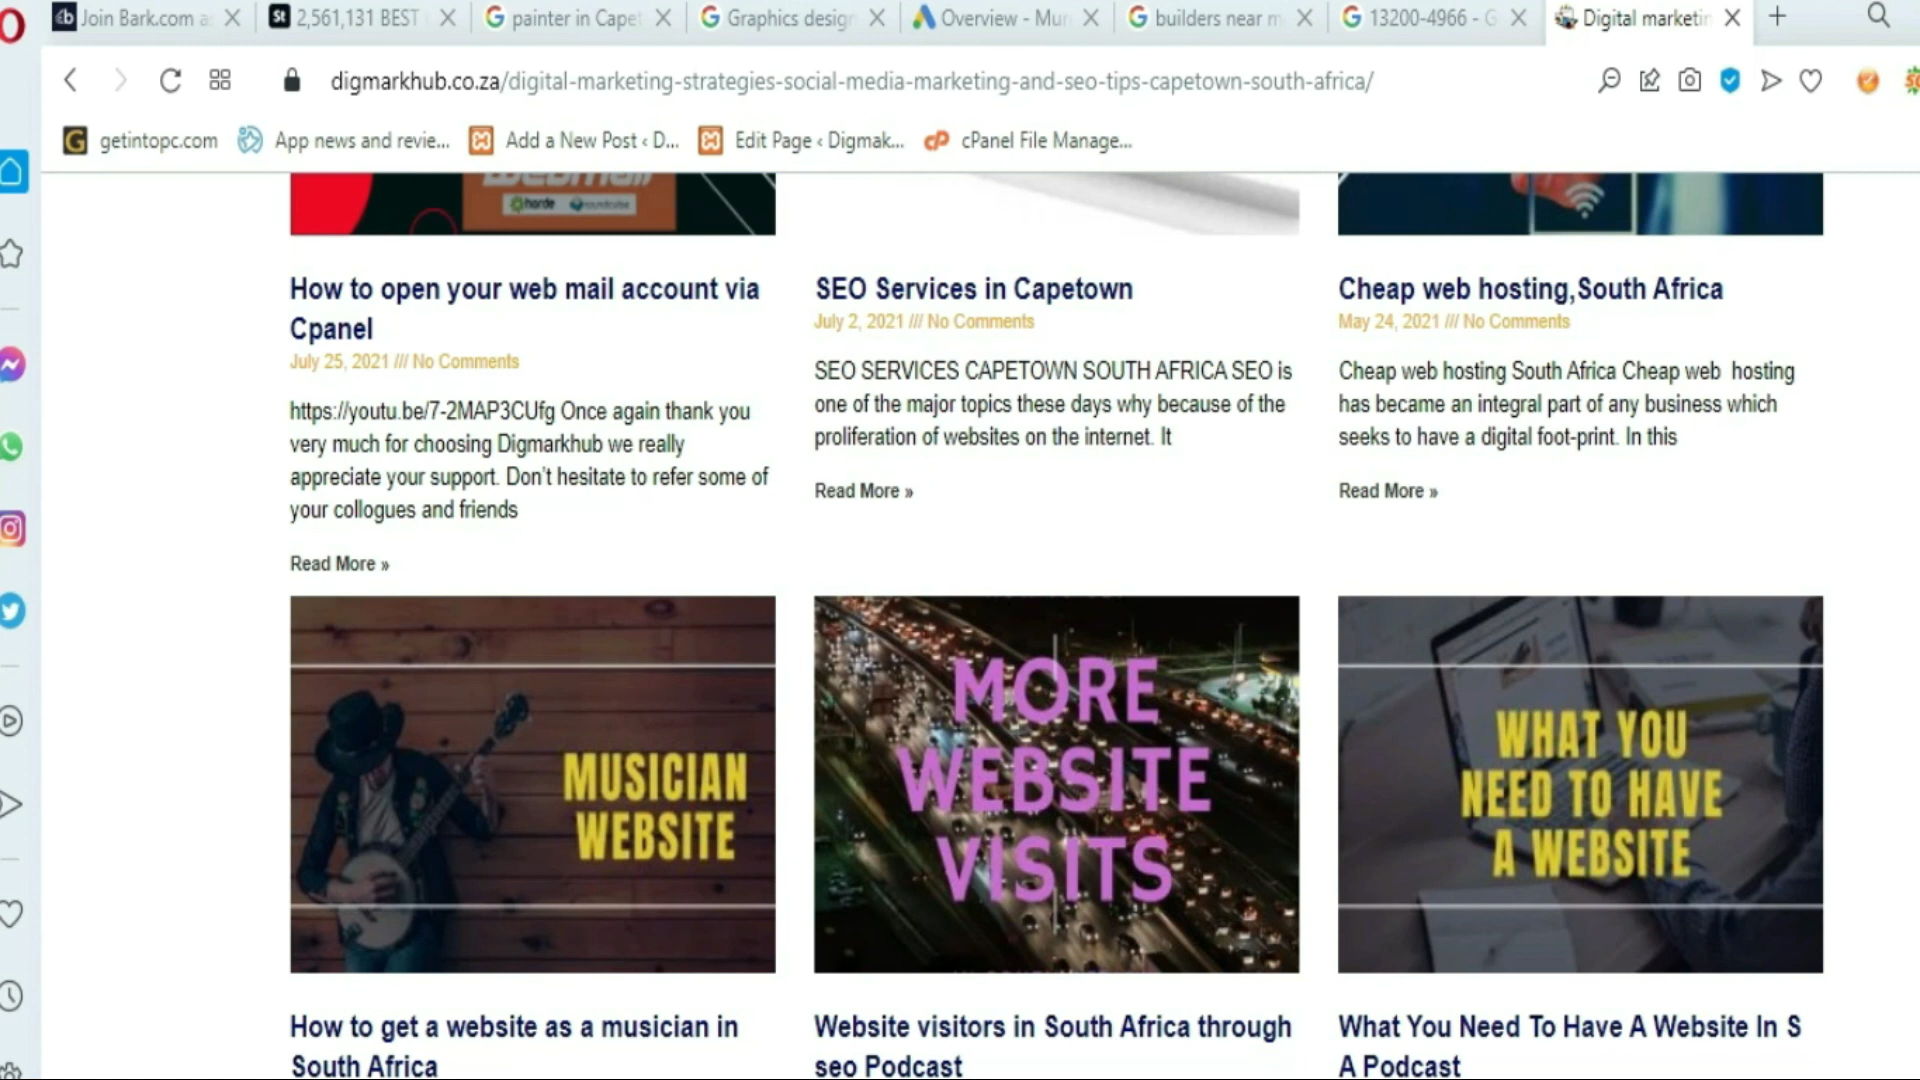 Join Bark.com a
2,561,131 BEST
painter in Cape
Graphics design
Overview - Mun
builders near m
13200-4966 - G
Digital marketin
digmarkhub.co.za/digital-marketing-strategies-social-media-marketing-and-seo-tips-capetown-south-africa/
getintopc.com
App news and revie...
Add a New Post ‹ D...
Edit Page ‹ Digmak...
cPanel File Manage...
webmail
horde
roundcube
How to open your web mail account via
Cpanel
July 25, 2021 /// No Comments
https://youtu.be/7-2MAP3CUfg Once again thank you
very much for choosing Digmarkhub we really
appreciate your support. Don't hesitate to refer some of
your collogues and friends
Read More »
SEO Services in Capetown
July 2, 2021 /// No Comments
SEO SERVICES CAPETOWN SOUTH AFRICA SEO is
one of the major topics these days why because of the
proliferation of websites on the internet. It
Read More »
Cheap web hosting,South Africa
May 24, 2021 /// No Comments
Cheap web hosting South Africa Cheap web hosting
has became an integral part of any business which
seeks to have a digital foot-print. In this
Read More »
MUSICIAN
WEBSITE
MORE
WEBSITE
VISITS
WHAT YOU
NEED TO HAVE
A WEBSITE
How to get a website as a musician in
South Africa
Website visitors in South Africa through
seo Podcast
What You Need To Have A Website In S
A Podcast